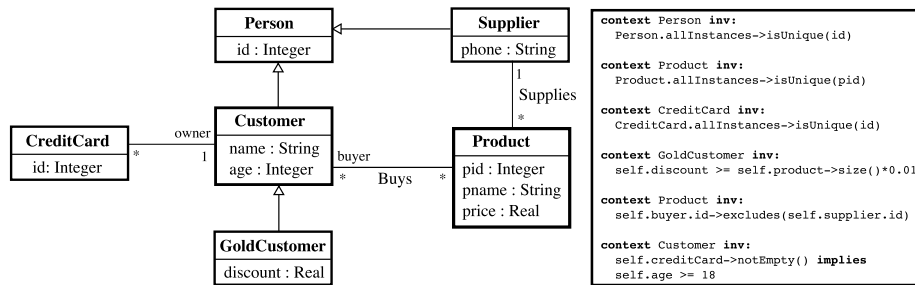 Person
id : Integer
Supplier
phone : String
1
Supplies
*
CreditCard
id: Integer
*
owner
1
Customer
name : String
age : Integer
buyer
*
Buys
*
Product
pid : Integer
pname : String
price : Real
GoldCustomer
discount : Real
context Person inv:
Person.allInstances->isUnique(id)
context Product inv:
Product.allInstances->isUnique(pid)
context CreditCard inv:
CreditCard.allInstances->isUnique(id)
context GoldCustomer inv:
self.discount >= self.product->size()*0.01
context Product inv:
self.buyer.id->excludes(self.supplier.id)
context Customer inv:
self.creditCard->notEmpty() implies
self.age >= 18